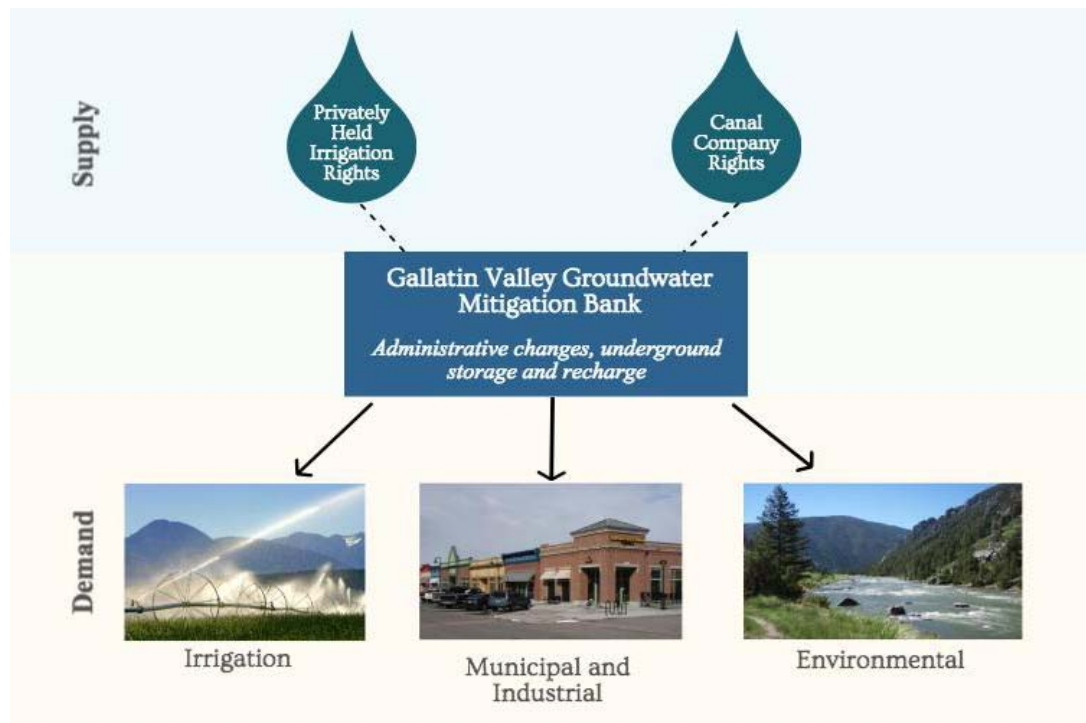 Supply
Privately
Held
Irrigation
Rights
Canal
Company
Rights
Gallatin Valley Groundwater
Mitigation Bank
Administrative changes, underground
storage and recharge
Demand
Irrigation
Municipal and
Industrial
Environmental